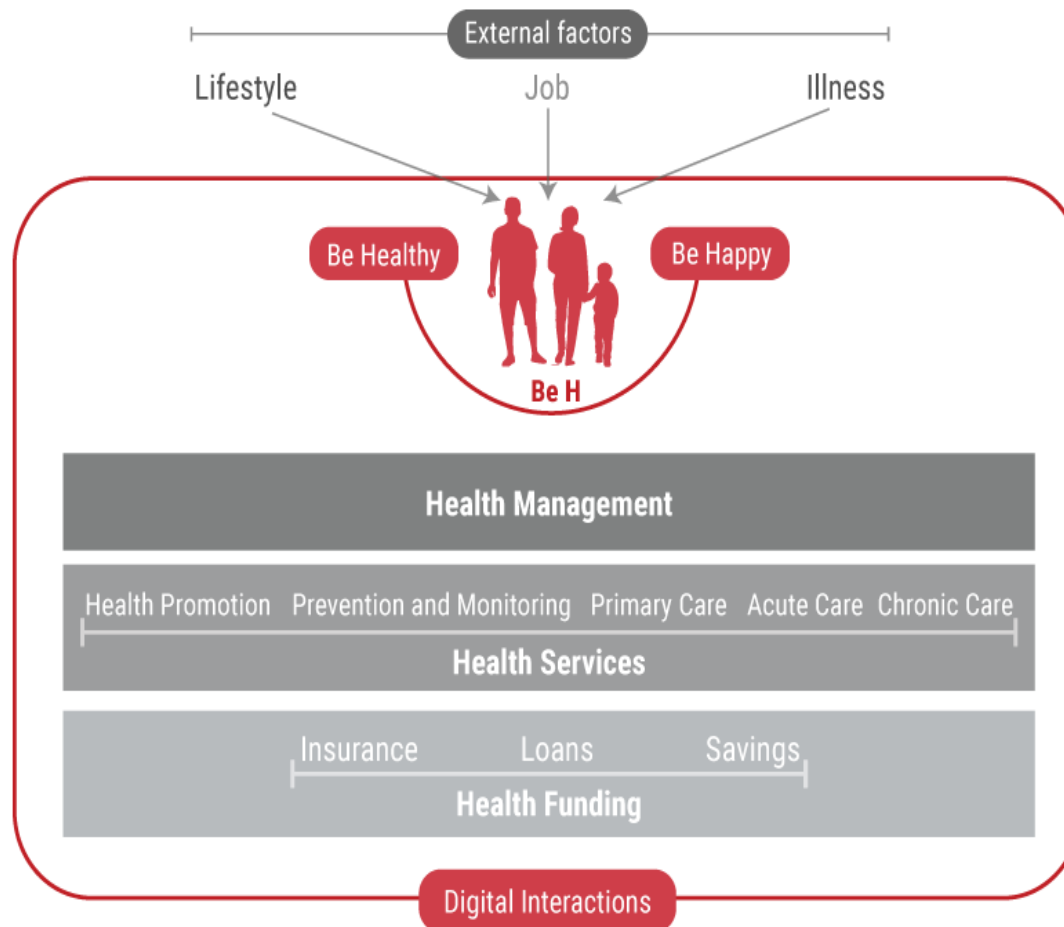 External factors
Lifestyle Job Illness
Be Healthy Be Happy
Be H
Health Management
Health Promotion Prevention and Monitoring Primary Care Acute Care Chronic Care
Health Services
Insurance Loans Savings
Health Funding
Digital Interactions